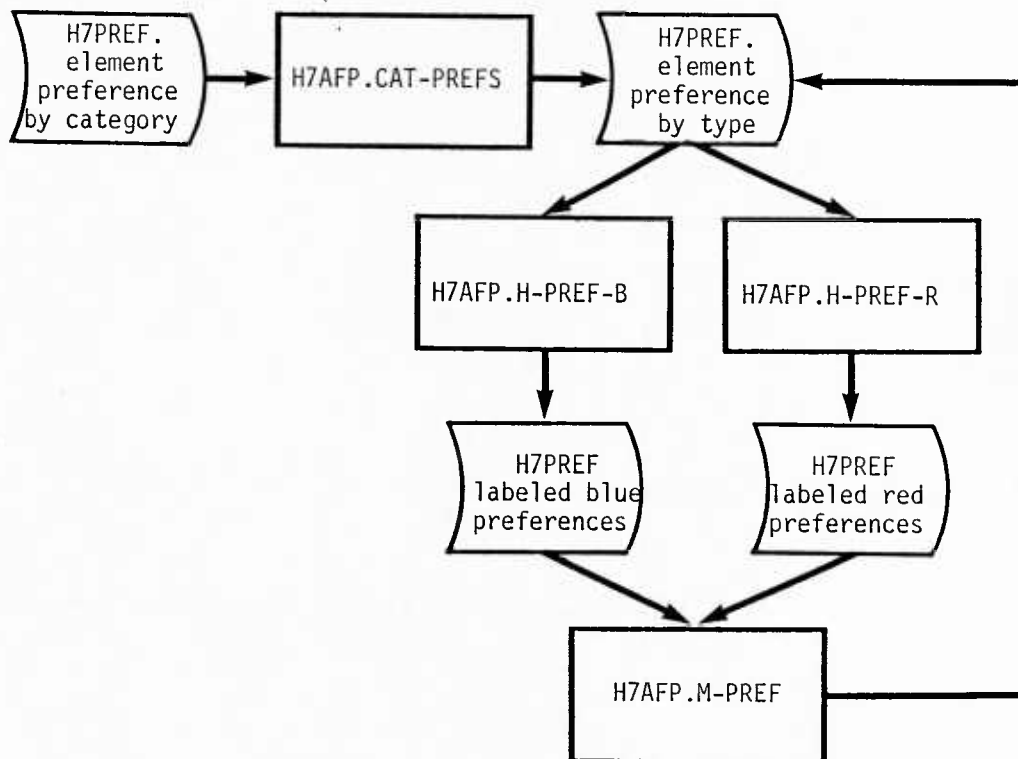 H7PREF.
element
preference
by category
H7AFP.CAT-PREFS
H7PREF.
element
preference
by type
H7AFP.H-PREF-B
H7AFP.H-PREF-R
H7PREF
labeled blue
preferences
H7PREF
labeled red
preferences
H7AFP.M-PREF